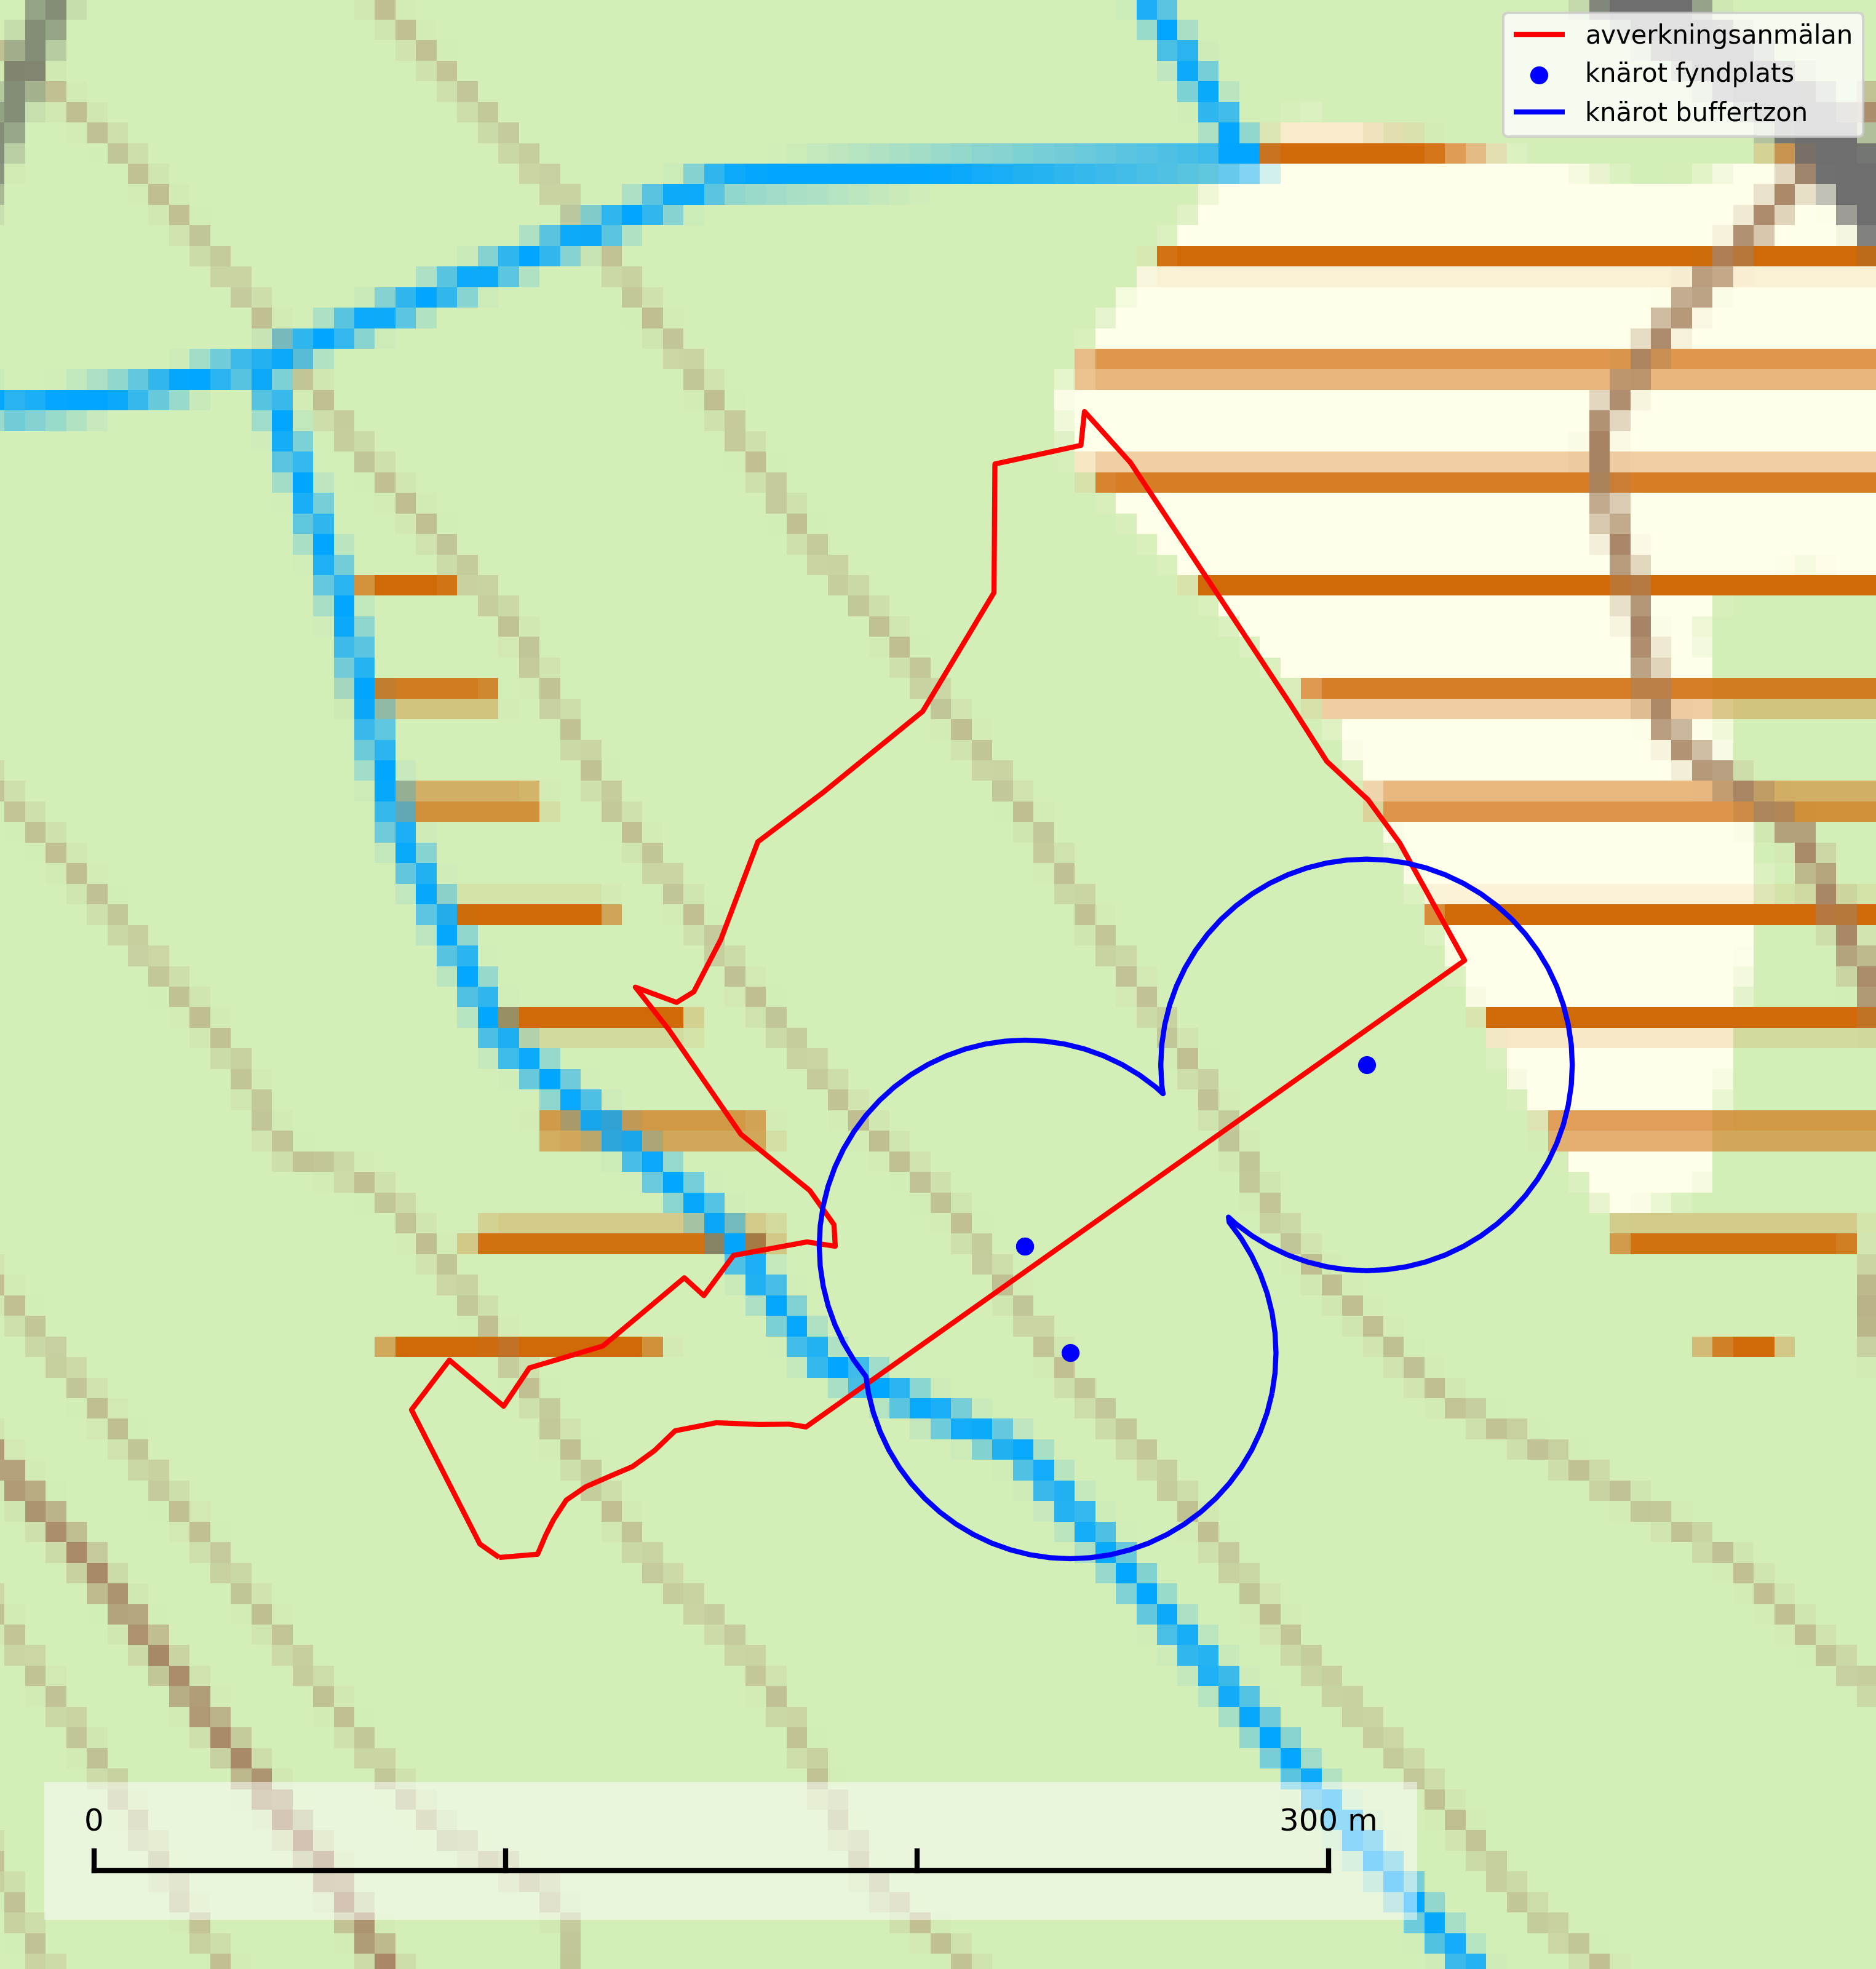 avverkningsanmälan
knärot fyndplats
knärot buffertzon
0
300 m